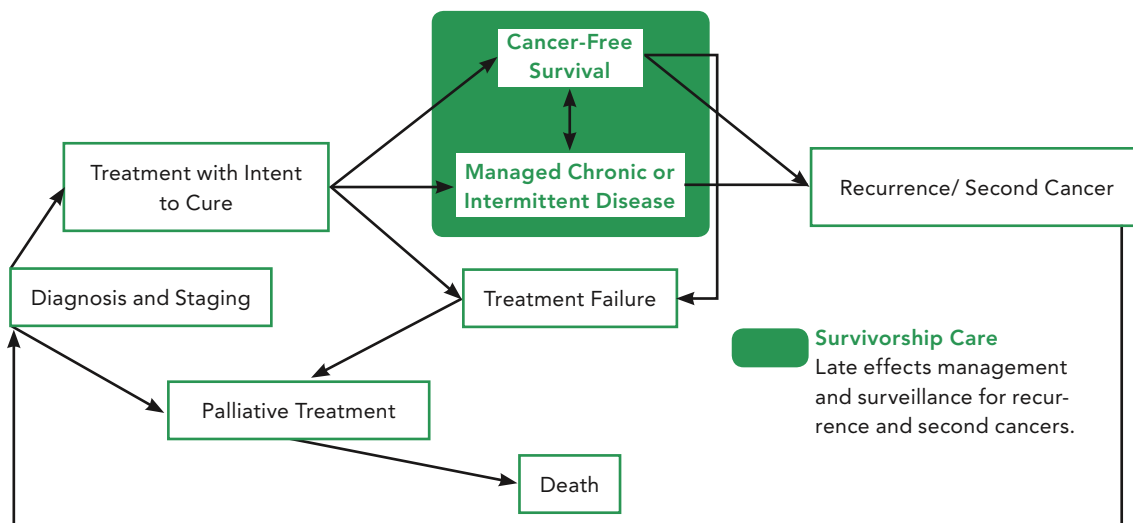 Cancer-Free
Survival
Treatment with Intent
to Cure
Managed Chronic or
Intermittent Disease
Recurrence/ Second Cancer
Diagnosis and Staging
Treatment Failure
Survivorship Care
Late effects management
and surveillance for recur-
rence and second cancers.
Palliative Treatment
Death